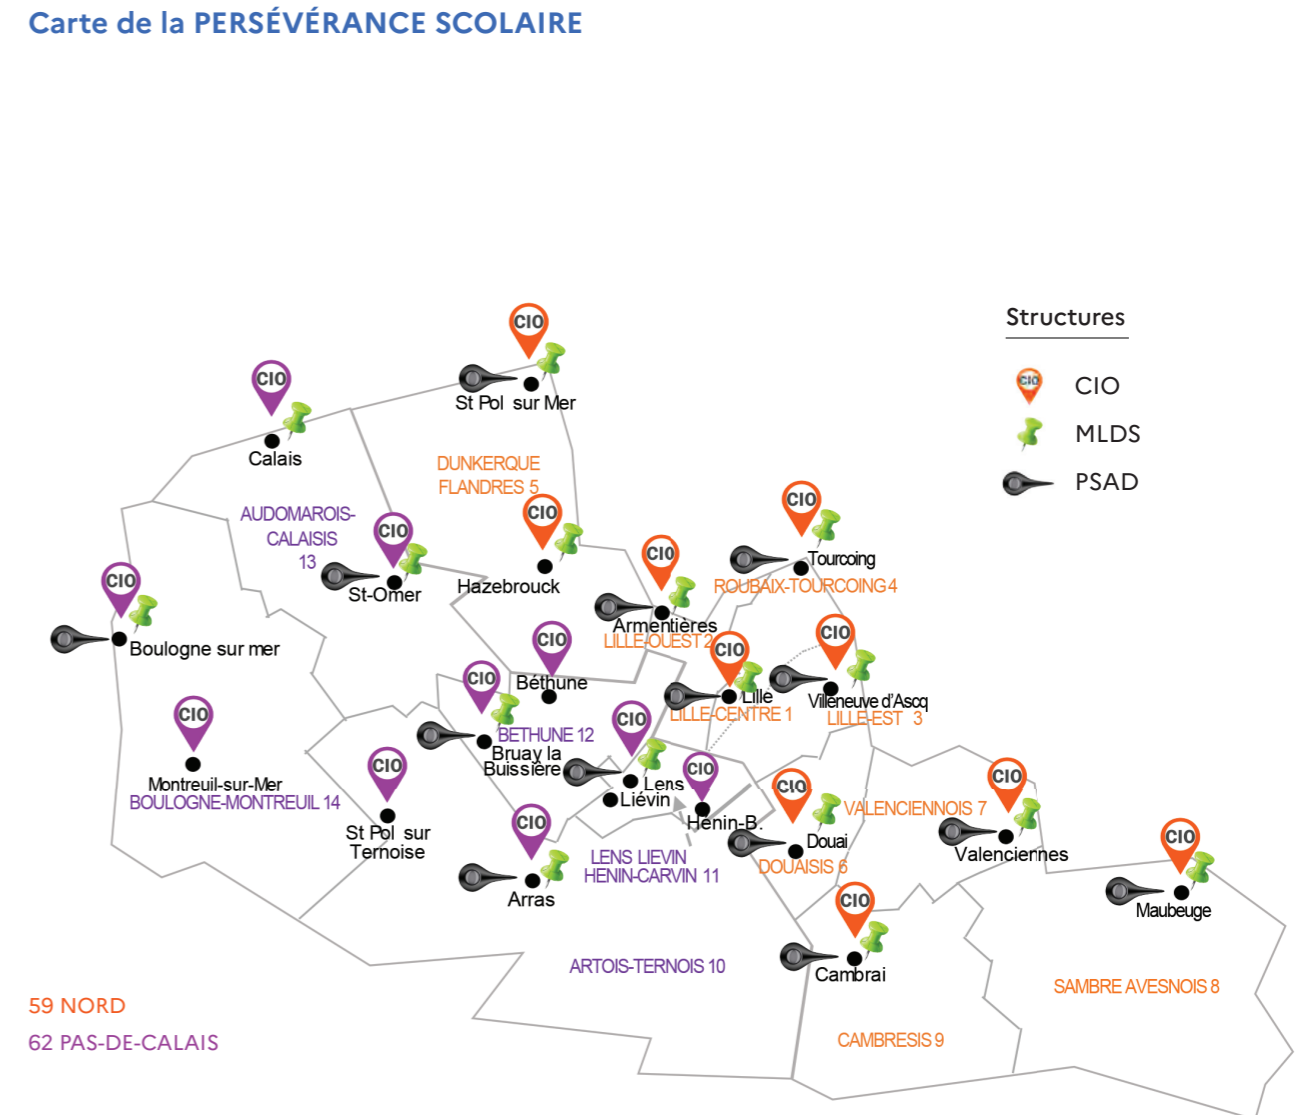 Carte de la PERSÉVÉRANCE SCOLAIRE
CIO
St Pol sur Mer
Structures
CIO
CIO
MLDS
PSAD
CIO
Calais
DUNKERQUE
FLANDRES 5
AUDOMAROIS-
CALAISIS
13
CIO
St-Omer
CIO
Hazebrouck
CIO
Tourcoing
ROUBAIX-TOURCOING 4
CIO
Armentières
LILLE-OUEST 2
CIO
Boulogne sur mer
CIO
Béthune
CIO
Lille
LILLE-CENTRE 1
CIO
Villeneuve d'Ascq
LILLE-EST 3
CIO
BETHUNE 12
Bruay la
Buissière
CIO
Montreuil-sur-Mer
BOULOGNE-MONTREUIL 14
CIO
Lens
Liévin
CIO
Hénin-B.
CIO
St Pol sur
Ternoise
CIO
Arras
LENS LIEVIN
HENIN-CARVIN 11
CIO
Douai
DOUAISIS 6
VALENCIENNOIS 7
CIO
Valenciennes
CIO
Maubeuge
CIO
Cambrai
ARTOIS-TERNOIS 10
SAMBRE AVESNOIS 8
CAMBRESIS 9
59 NORD
62 PAS-DE-CALAIS